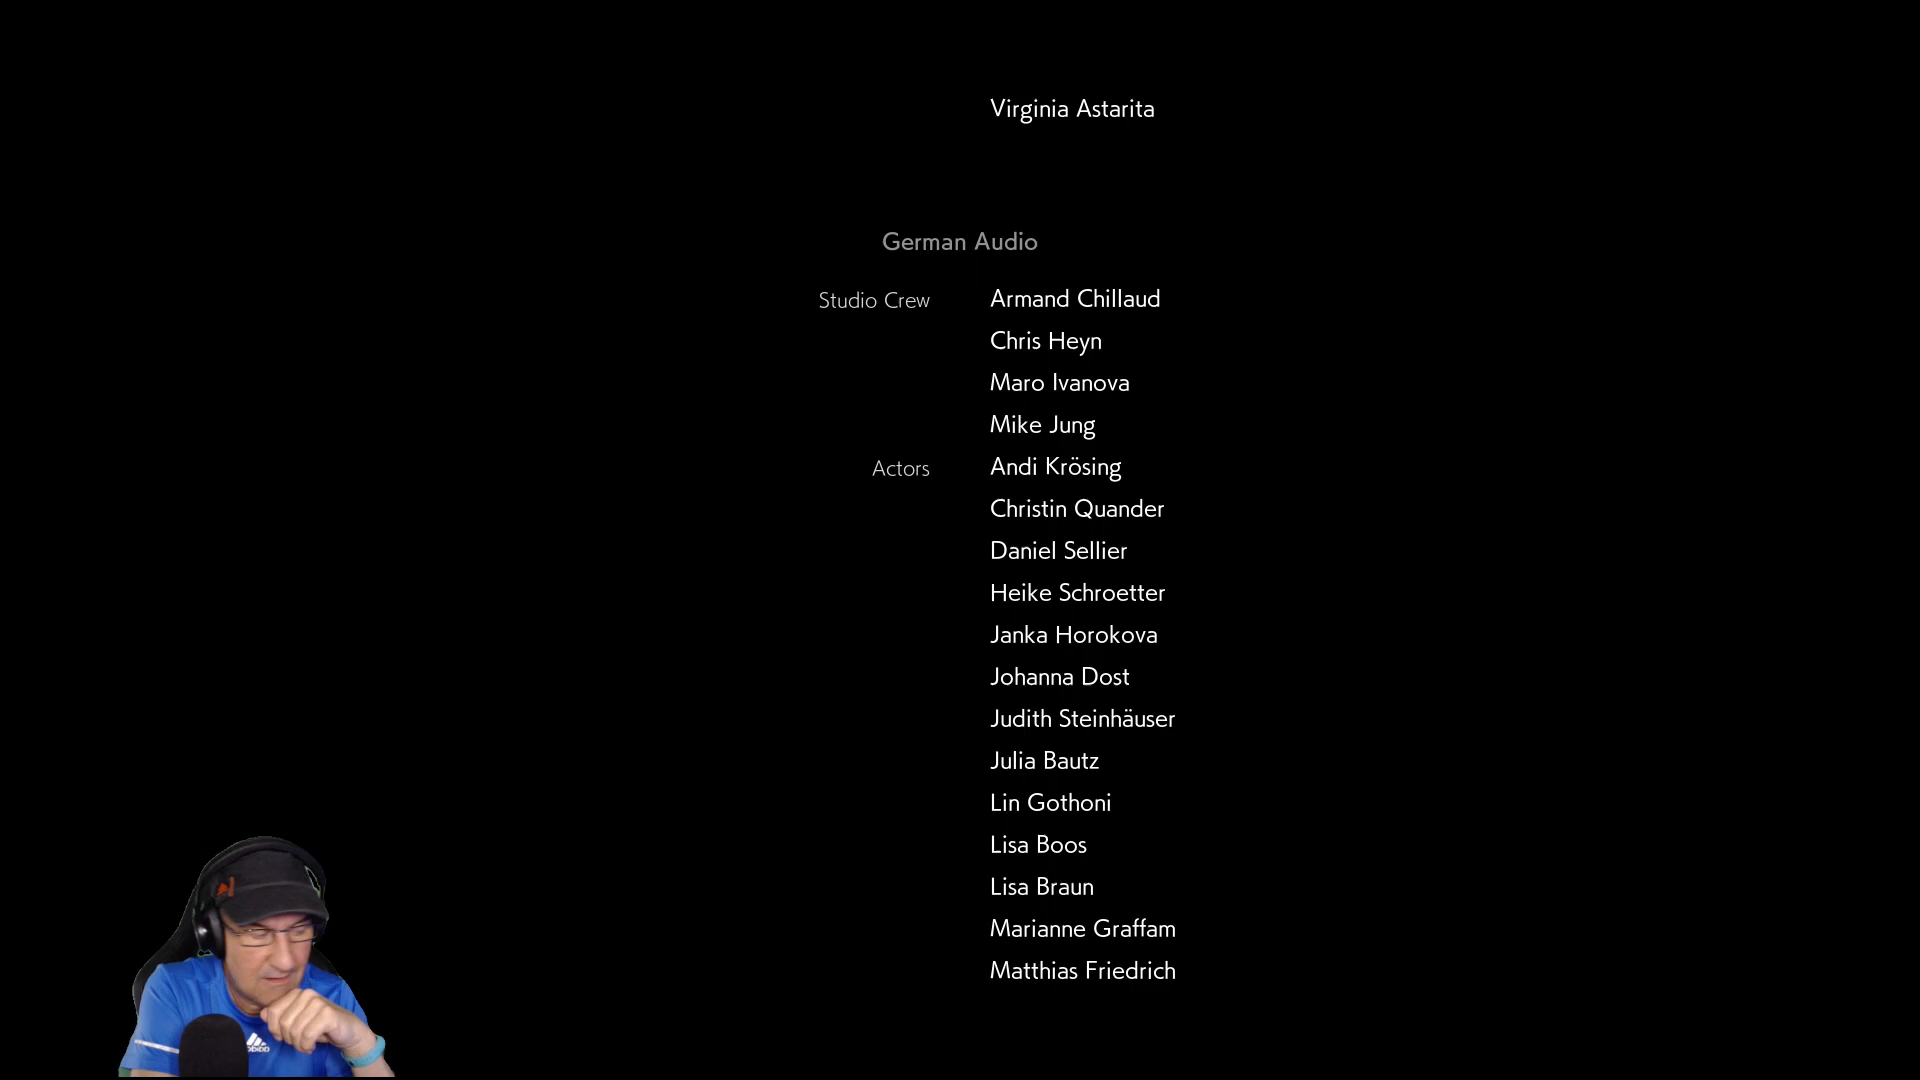 Virginia Astarita
German Audio
Studio Crew Armand Chillaud
Chris Heyn
Maro Ivanova
Mike Jung
Actors Andi Krösing
Christin Quander
Daniel Sellier
Heike Schroetter
Janka Horokova
Johanna Dost
Judith Steinhäuser
Julia Bautz
Lin Gothoni
Lisa Boos
Lisa Braun
Marianne Graffam
Matthias Friedrich
adidas